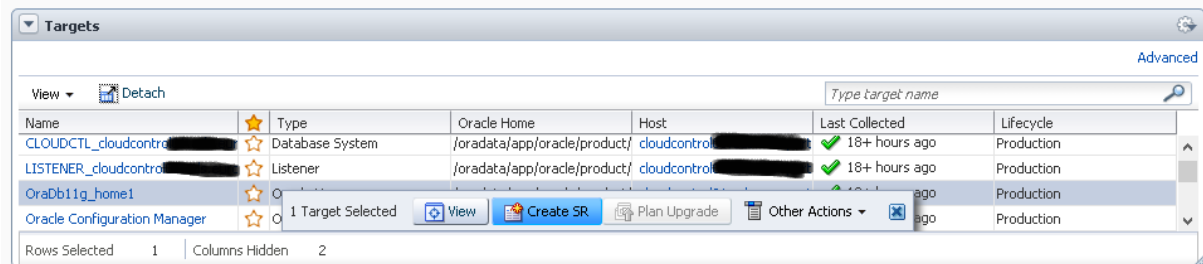 Targets
Advanced
View Detach Type target name
Name Type Oracle Home Host Last Collected Lifecycle
CLOUDCTL_cloudcontro Database System /oradata/app/oracle/product/ cloudcontrol 18+ hours ago Production
LISTENER_cloudcontro Listener /oradata/app/oracle/product/ cloudcontrol 18+ hours ago Production
OraDb11g_home1 ago Production
Oracle Configuration Manager ago Production
1 Target Selected View Create SR Plan Upgrade Other Actions
Rows Selected 1 Columns Hidden 2